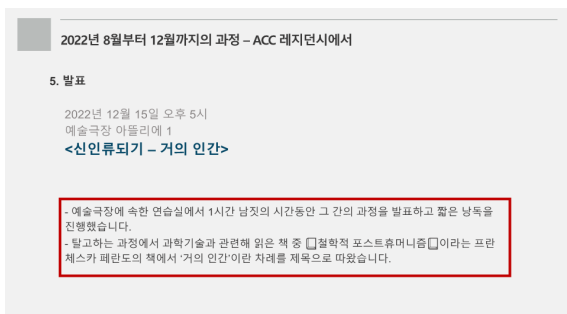 2022년 8월부터 12월까지의 과정 – ACC 레지던시에서
5. 발표
2022년 12월 15일 오후 5시
예술극장 아뜰리에 1
<신인류되기 – 거의 인간>
- 예술극장에 속한 연습실에서 1시간 남짓의 시간동안 그 간의 과정을 발표하고 짧은 낭독을
진행했습니다.
- 탈고하는 과정에서 과학기술과 관련해 읽은 책 중 □철학적 포스트휴머니즘□이라는 프란
체스카 페란도의 책에서 '거의 인간'이란 차례를 제목으로 따왔습니다.